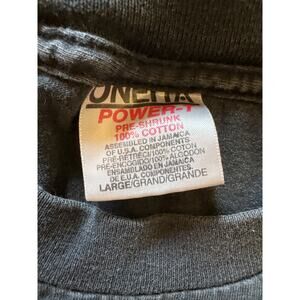 ONEITA
POWER-T
PRE-SHRUNK
100% COTTON
ASSEMBLED IN JAMAICA
OF U.S.A. COMPONENTS
PRE-RETRECI/100% COTON
PRE-ENCOGIDO/100% ALGODON
ENSAMBLADO EN JAMAICA
DE E.U.A. COMPONENTES.
LARGE/GRAND/GRANDE